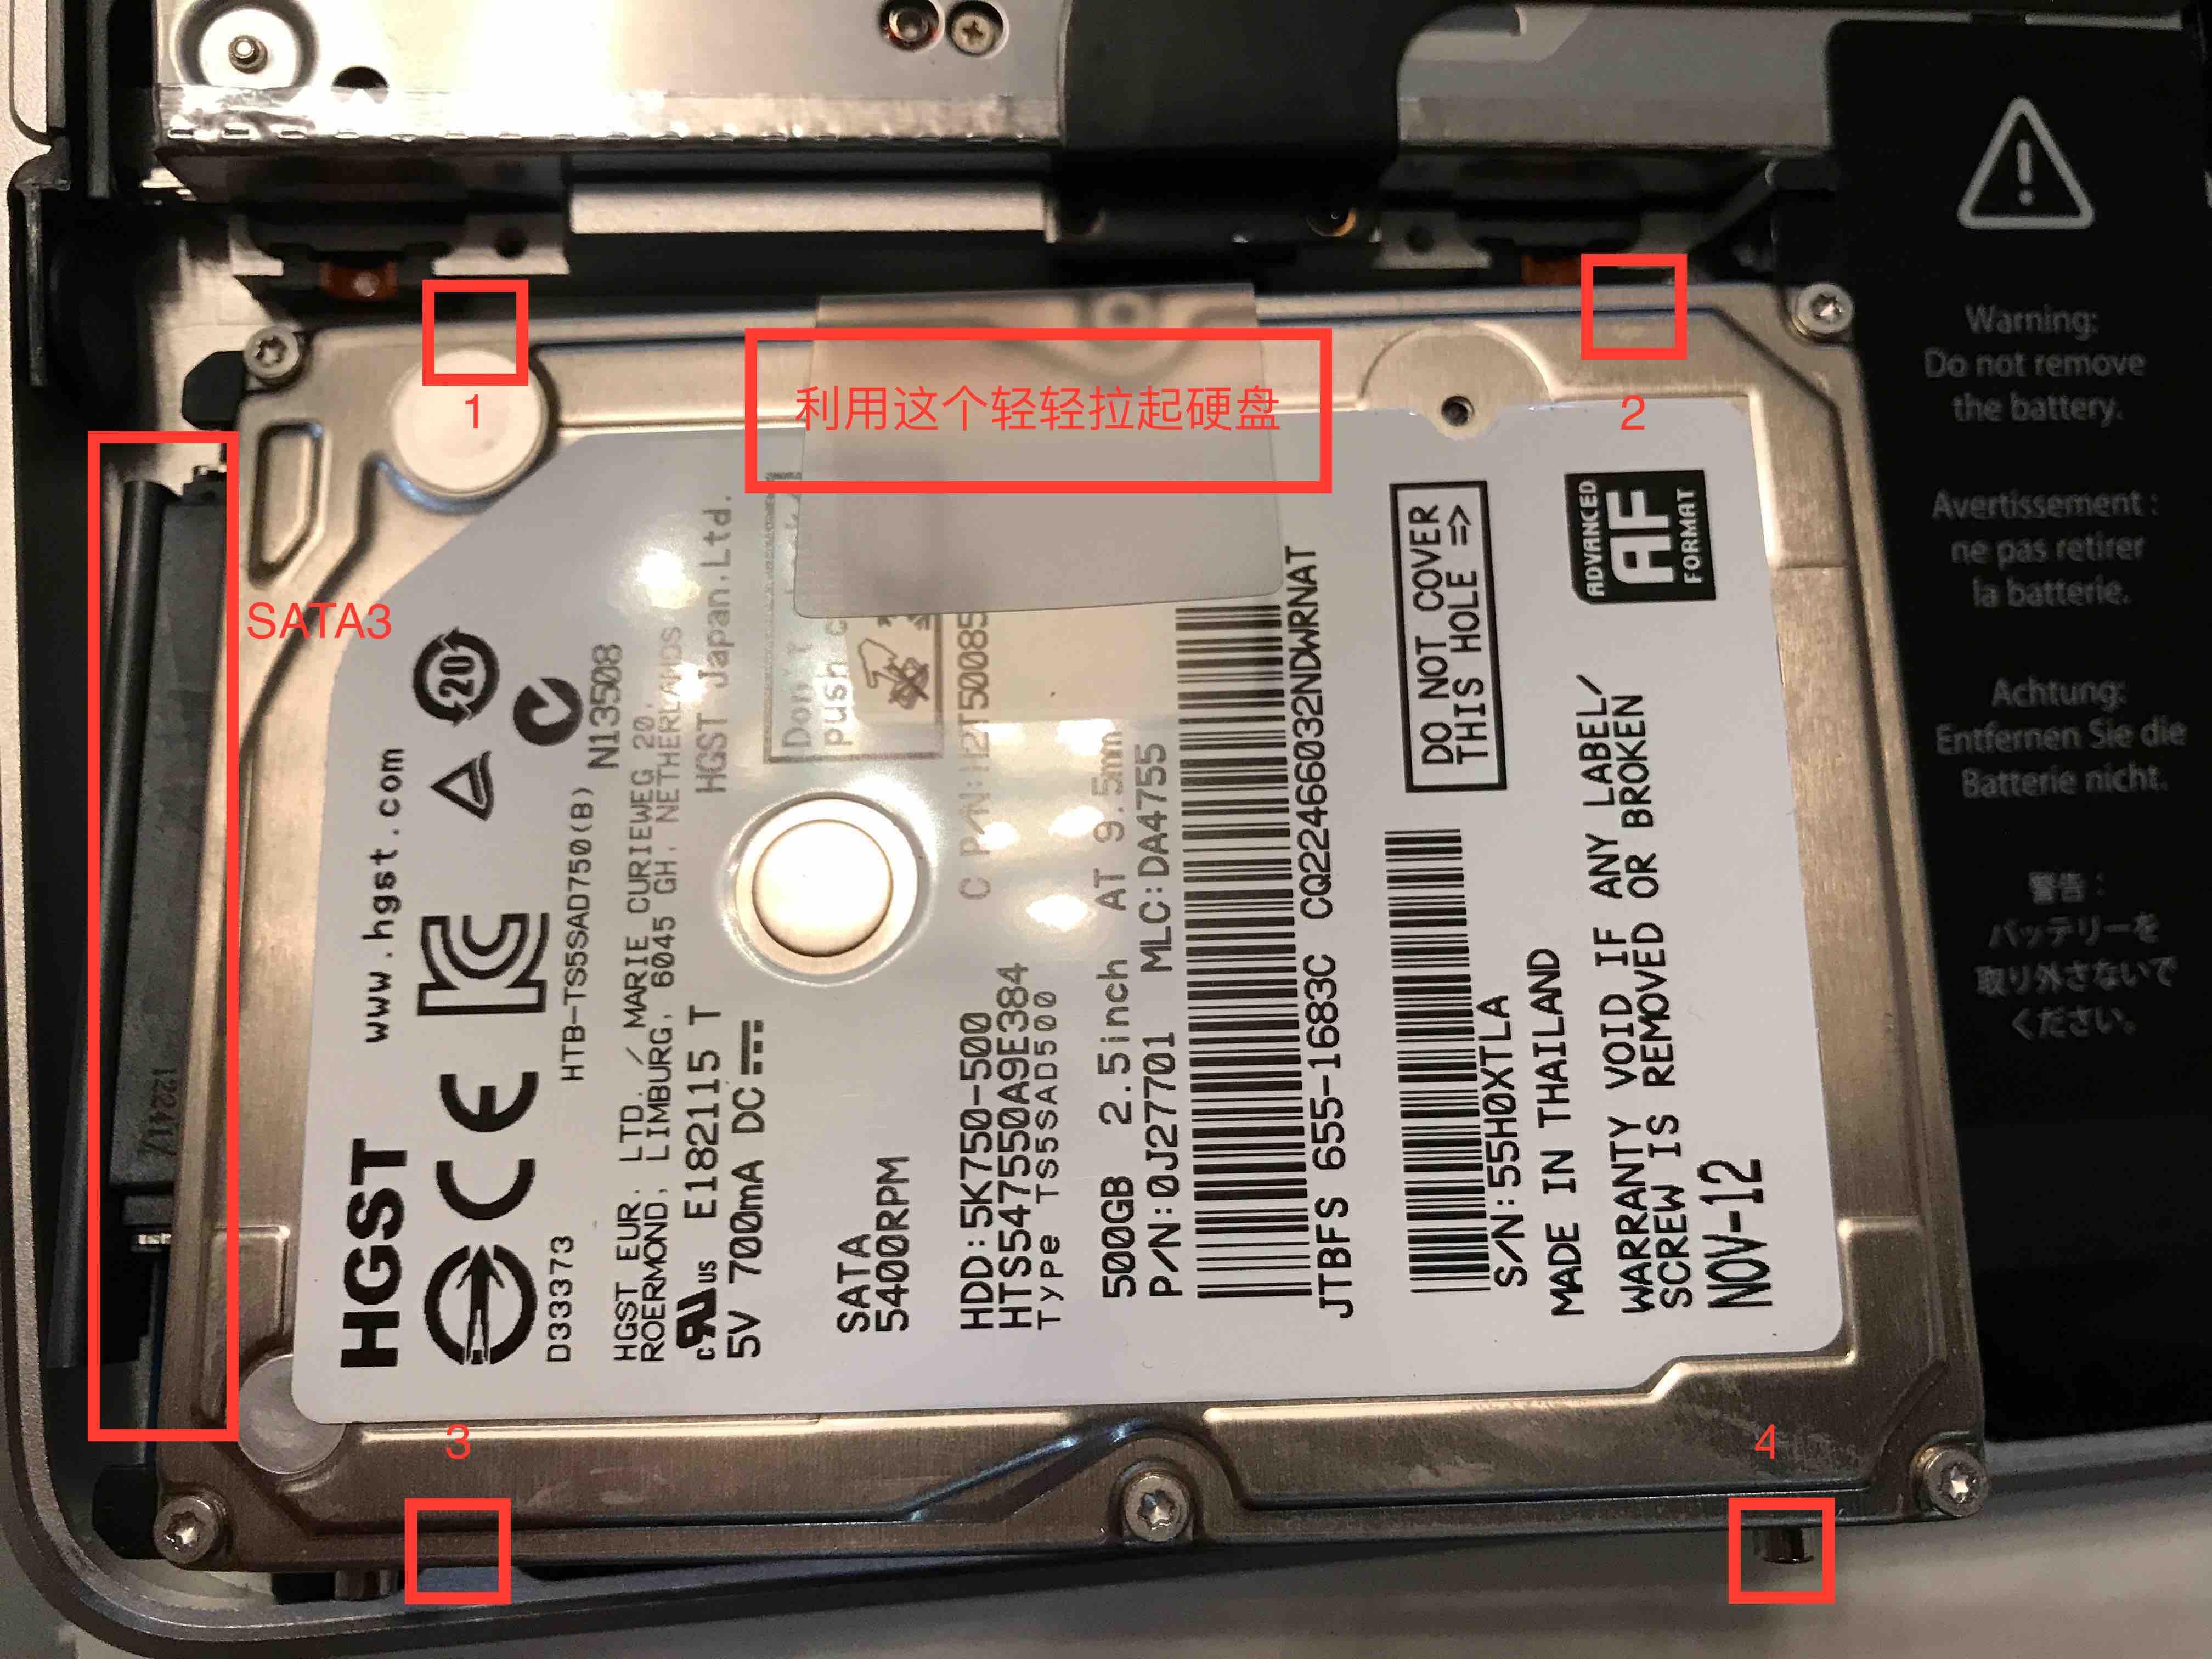 1
2
利用这个轻轻拉起硬盘
SATA3
3
4
HGST www.hgst.com
20
D33373 HTB-TS5SAD750(B) N13508
HGST EUR. LTD./ MARIE CURIEWEG 20,
ROERMOND, LIMBURG, 6045 GH, NETHERLANDS
HGST Japan.Ltd.
c us E182115 T
5V 700mA DC
Don't
push
SATA
5400RPM
HDD:5K750-500
HTS547550A9E384
Type TS5SAD500
500GB 2.5inch AT 9.5mm
P/N:0J27701 MLC:DA4755
JTBFS 655-1683C CQ22466032NDWRNAT
S/N:55H0XTLA
DO NOT COVER
THIS HOLE =>
ADVANCED
AF
FORMAT
MADE IN THAILAND
WARRANTY VOID IF ANY LABEL/
SCREW IS REMOVED OR BROKEN
NOV-12
Warning:
Do not remove
the battery.
Avertissement :
ne pas retirer
la batterie.
Achtung:
Entfernen Sie die
Batterie nicht.
警告：
バッテリーを
取り外さないで
ください。